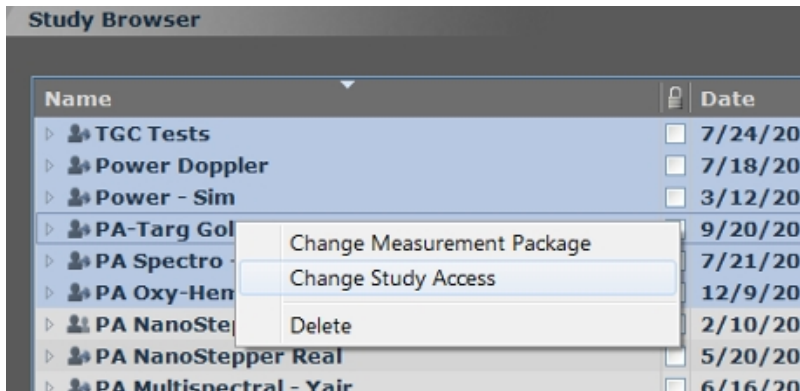 Study Browser
Name Date
TGC Tests 7/24/20
Power Doppler 7/18/20
Power - Sim 3/12/20
PA-Targ Gol 9/20/20
Change Measurement Package
PA Spectro - 7/21/20
Change Study Access
PA Oxy-Hem 12/9/20
PA NanoStep 2/10/20
Delete
PA NanoStepper Real 5/20/20
PA Multispectral - Yair 6/16/20